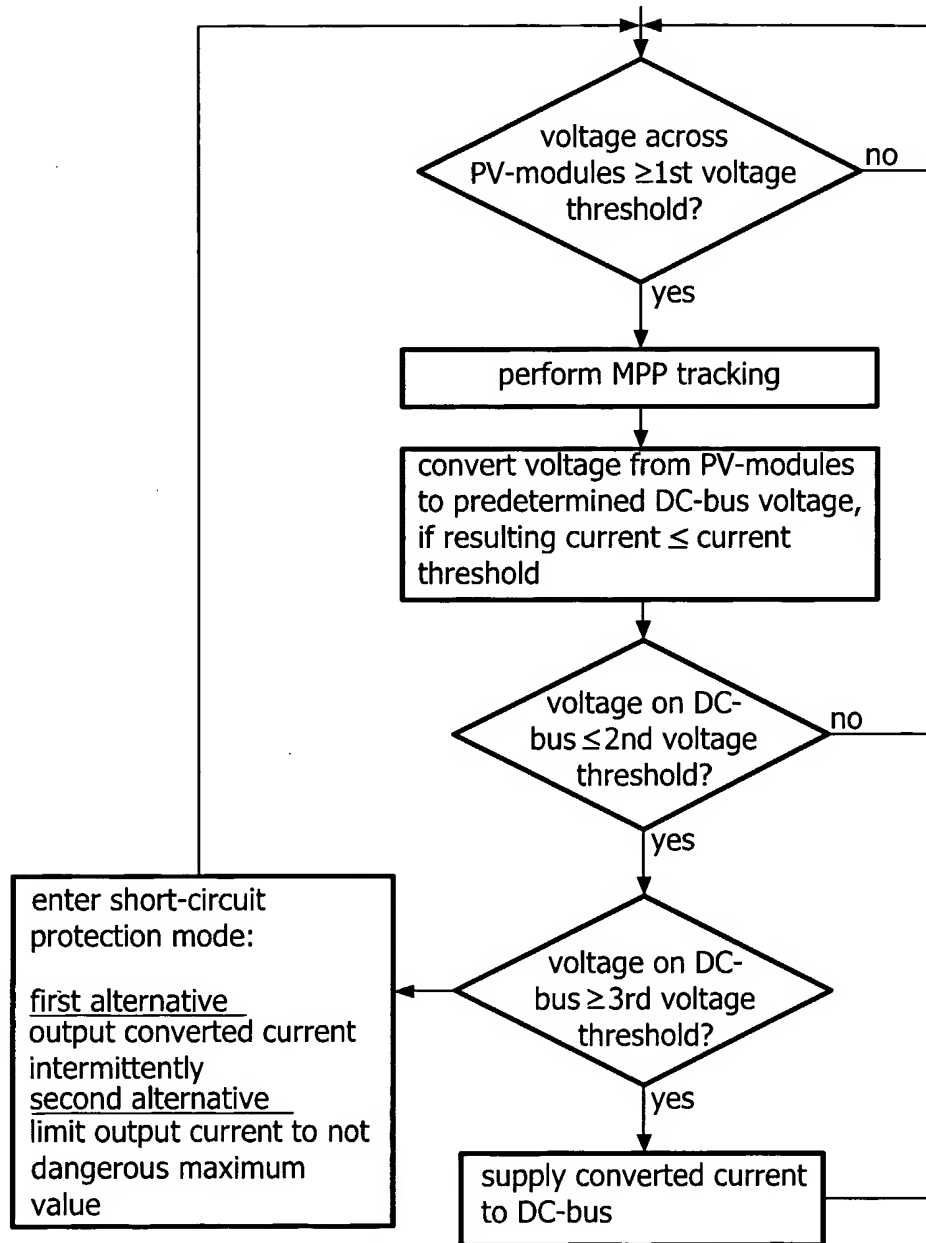 voltage across
PV-modules ≥1st voltage
threshold?
no
yes
perform MPP tracking
convert voltage from PV-modules
to predetermined DC-bus voltage,
if resulting current ≤ current
threshold
voltage on DC-
bus ≤2nd voltage
threshold?
no
yes
voltage on DC-
bus ≥3rd voltage
threshold?
yes
enter short-circuit
protection mode:
first alternative
output converted current
intermittently
second alternative
limit output current to not
dangerous maximum
value
supply converted current
to DC-bus